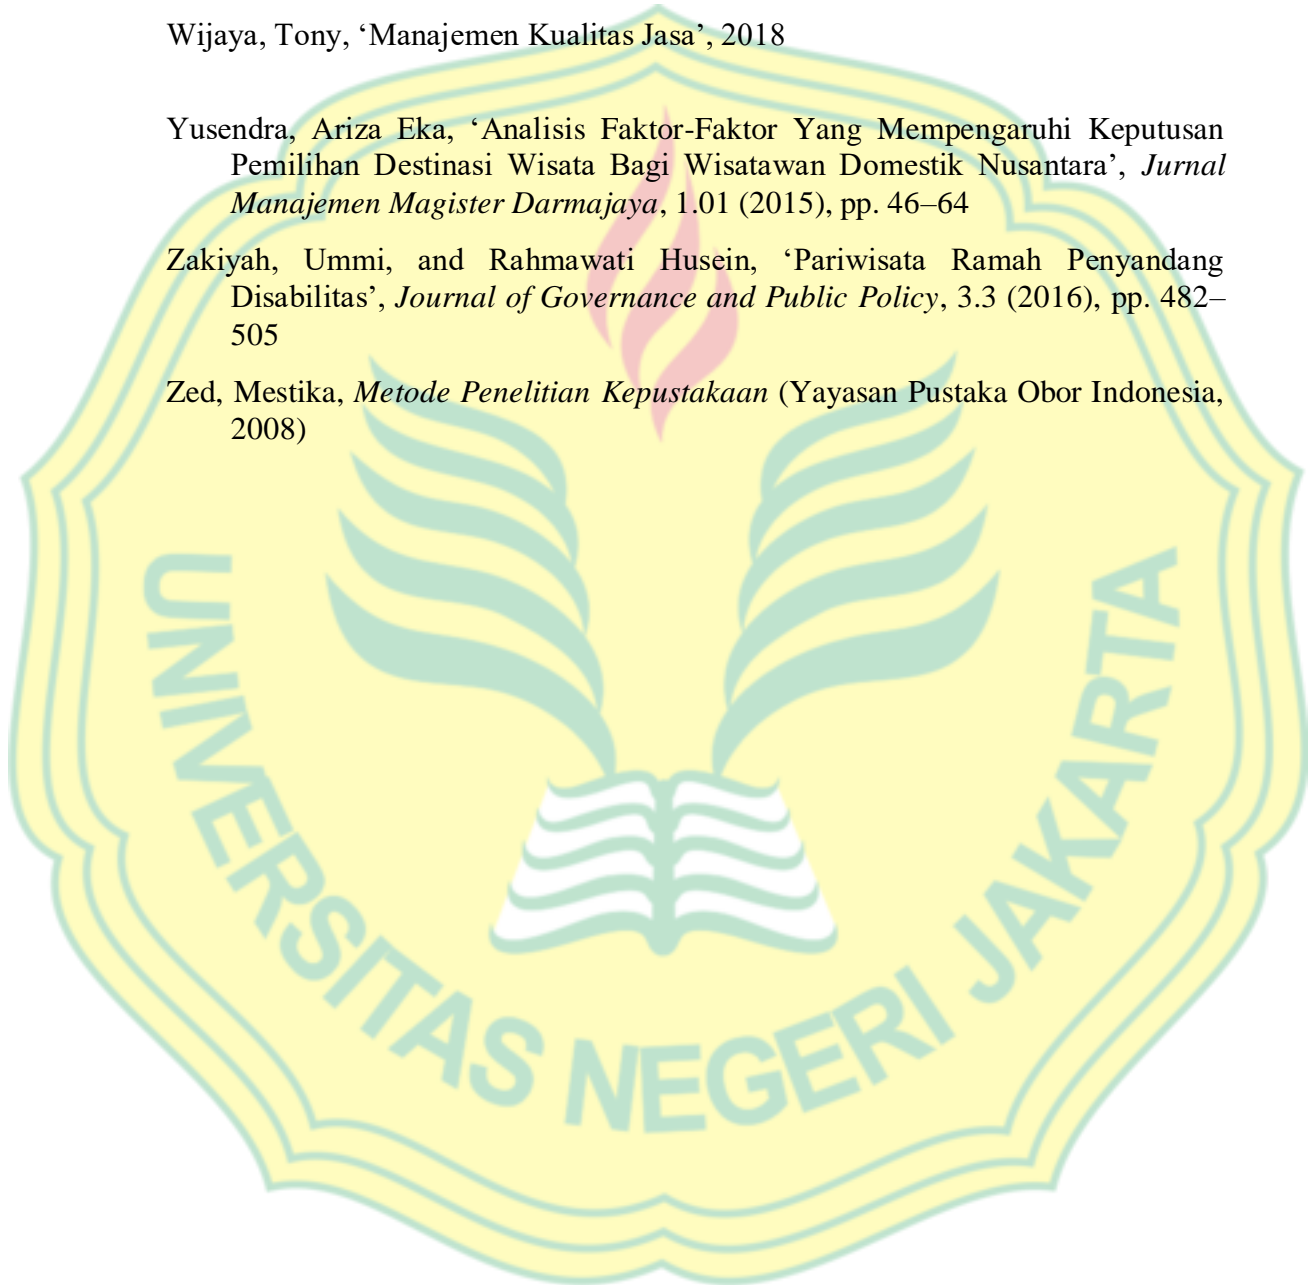 Wijaya, Tony, ‘Manajemen Kualitas Jasa’, 2018
Yusendra, Ariza Eka, ‘Analisis Faktor-Faktor Yang Mempengaruhi Keputusan
Pemilihan Destinasi Wisata Bagi Wisatawan Domestik Nusantara’, Jurnal
Manajemen Magister Darmajaya, 1.01 (2015), pp. 46–64
Zakiyah, Ummi, and Rahmawati Husein, ‘Pariwisata Ramah Penyandang
Disabilitas’, Journal of Governance and Public Policy, 3.3 (2016), pp. 482–
505
Zed, Mestika, Metode Penelitian Kepustakaan (Yayasan Pustaka Obor Indonesia,
2008)
UNIVERSITAS NEGERI JAKARTA